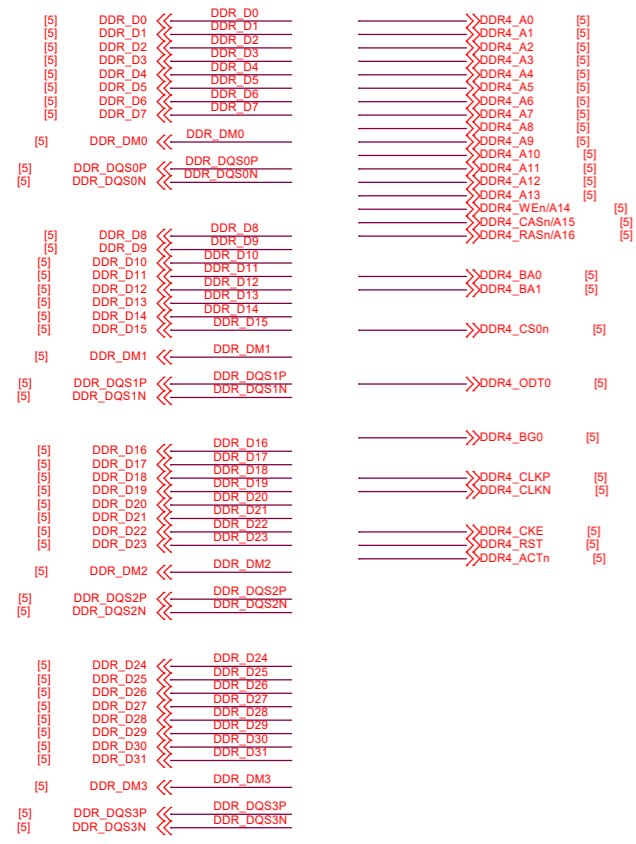 [5] DDR_D0 DDR_D0
[5] DDR_D1 DDR_D1
[5] DDR_D2 DDR_D2
[5] DDR_D3 DDR_D3
[5] DDR_D4 DDR_D4
[5] DDR_D5 DDR_D5
[5] DDR_D6 DDR_D6
[5] DDR_D7 DDR_D7
[5] DDR_DM0 DDR_DM0
[5] DDR_DQS0P DDR_DQS0P
[5] DDR_DQS0N DDR_DQS0N
[5] DDR_D8 DDR_D8
[5] DDR_D9 DDR_D9
[5] DDR_D10 DDR_D10
[5] DDR_D11 DDR_D11
[5] DDR_D12 DDR_D12
[5] DDR_D13 DDR_D13
[5] DDR_D14 DDR_D14
[5] DDR_D15 DDR_D15
[5] DDR_DM1 DDR_DM1
[5] DDR_DQS1P DDR_DQS1P
[5] DDR_DQS1N DDR_DQS1N
[5] DDR_D16 DDR_D16
[5] DDR_D17 DDR_D17
[5] DDR_D18 DDR_D18
[5] DDR_D19 DDR_D19
[5] DDR_D20 DDR_D20
[5] DDR_D21 DDR_D21
[5] DDR_D22 DDR_D22
[5] DDR_D23 DDR_D23
[5] DDR_DM2 DDR_DM2
[5] DDR_DQS2P DDR_DQS2P
[5] DDR_DQS2N DDR_DQS2N
[5] DDR_D24 DDR_D24
[5] DDR_D25 DDR_D25
[5] DDR_D26 DDR_D26
[5] DDR_D27 DDR_D27
[5] DDR_D28 DDR_D28
[5] DDR_D29 DDR_D29
[5] DDR_D30 DDR_D30
[5] DDR_D31 DDR_D31
[5] DDR_DM3 DDR_DM3
[5] DDR_DQS3P DDR_DQS3P
[5] DDR_DQS3N DDR_DQS3N
DDR4_A0 [5]
DDR4_A1 [5]
DDR4_A2 [5]
DDR4_A3 [5]
DDR4_A4 [5]
DDR4_A5 [5]
DDR4_A6 [5]
DDR4_A7 [5]
DDR4_A8 [5]
DDR4_A9 [5]
DDR4_A10 [5]
DDR4_A11 [5]
DDR4_A12 [5]
DDR4_A13 [5]
DDR4_WEn/A14 [5]
DDR4_CASn/A15 [5]
DDR4_RASn/A16 [5]
DDR4_BA0 [5]
DDR4_BA1 [5]
DDR4_CS0n [5]
DDR4_ODT0 [5]
DDR4_BG0 [5]
DDR4_CLKP [5]
DDR4_CLKN [5]
DDR4_CKE [5]
DDR4_RST [5]
DDR4_ACTn [5]